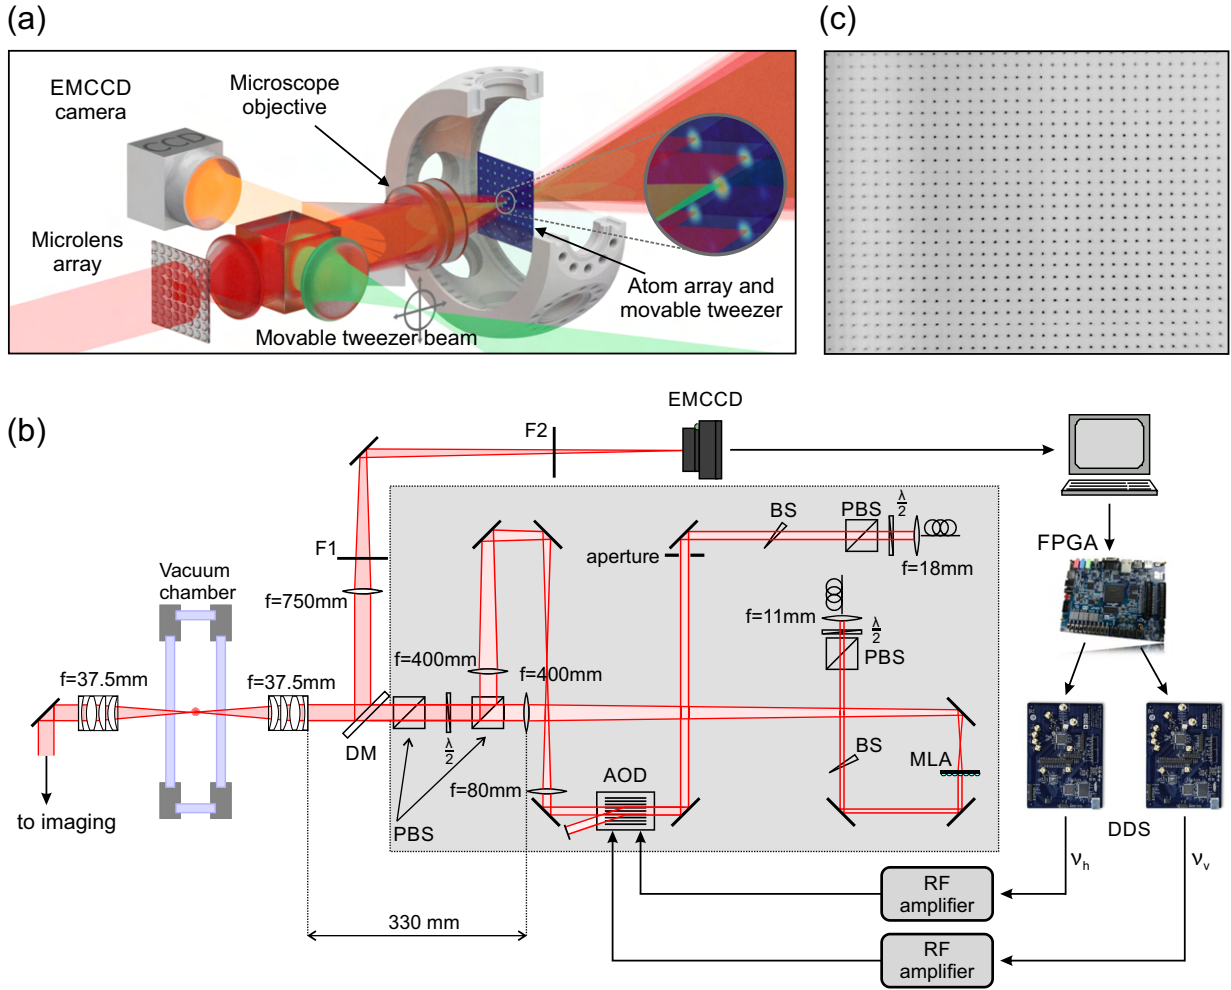 (a)
(c)
EMCCD
camera
CCD
Microscope
objective
Microlens
array
Movable tweezer beam
Atom array and
movable tweezer
(b)
EMCCD
F2
F1
BS
PBS
λ/2
aperture
f=18mm
FPGA
Vacuum
chamber
f=750mm
f=11mm
λ/2
PBS
f=37.5mm
f=37.5mm
f=400mm
f=400mm
DM
λ/2
BS
MLA
AOD
f=80mm
to imaging
PBS
DDS
νh
νv
330 mm
RF
amplifier
RF
amplifier